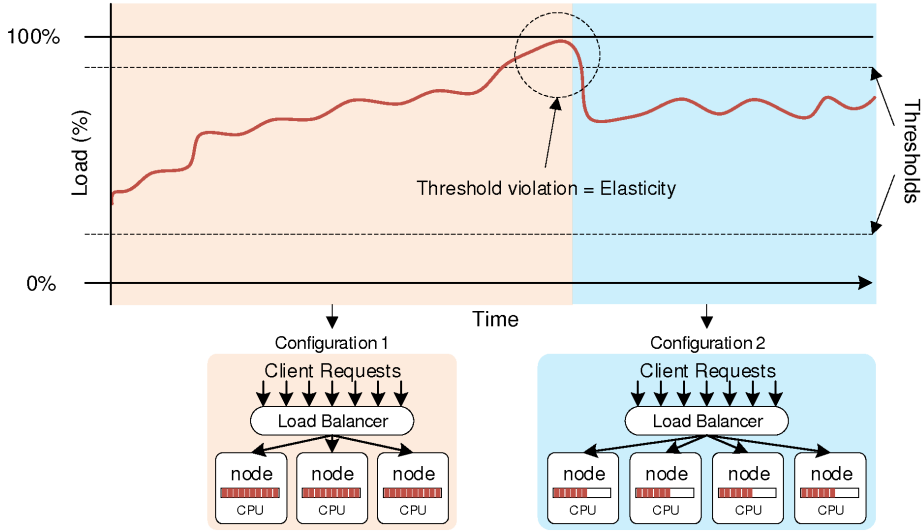 100%
Load (%)
Thresholds
Threshold violation = Elasticity
0%
Time
Configuration 1
Client Requests
Load Balancer
node
CPU
node
CPU
node
CPU
Configuration 2
Client Requests
Load Balancer
node
CPU
node
CPU
node
CPU
node
CPU